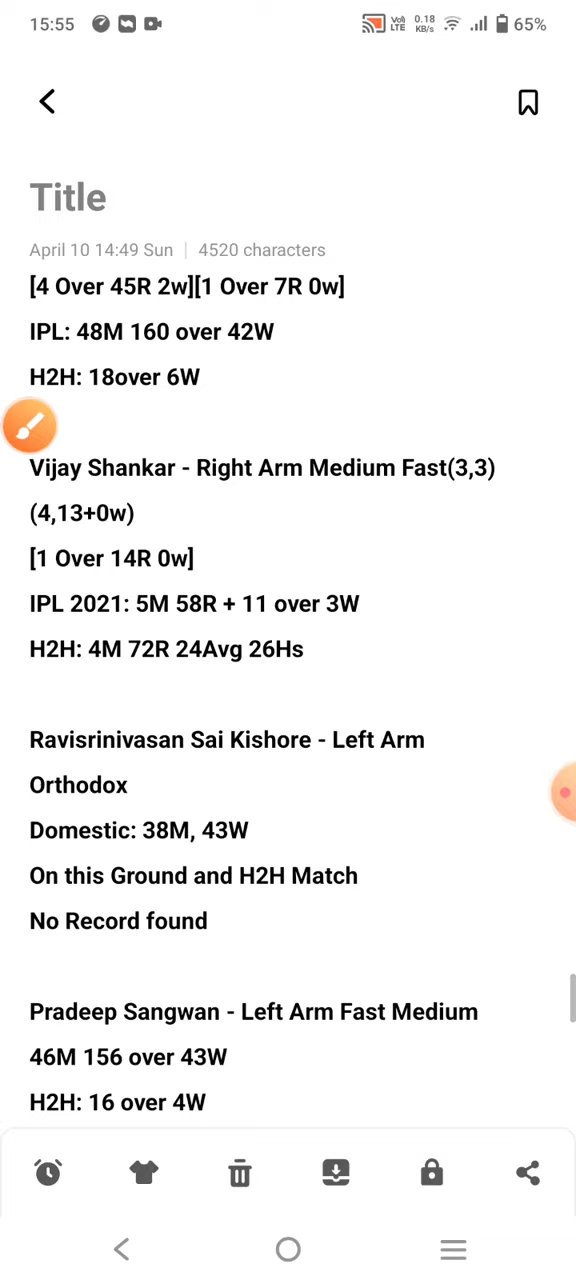 15:55
Vo) LTE 0.18 KB/s 65%
Title
April 10 14:49 Sun | 4520 characters
[4 Over 45R 2w][1 Over 7R 0w]
IPL: 48M 160 over 42W
H2H: 18over 6W
Vijay Shankar - Right Arm Medium Fast(3,3)
(4,13+0w)
[1 Over 14R 0w]
IPL 2021: 5M 58R + 11 over 3W
H2H: 4M 72R 24Avg 26Hs
Ravisrinivasan Sai Kishore - Left Arm
Orthodox
Domestic: 38M, 43W
On this Ground and H2H Match
No Record found
Pradeep Sangwan - Left Arm Fast Medium
46M 156 over 43W
H2H: 16 over 4W